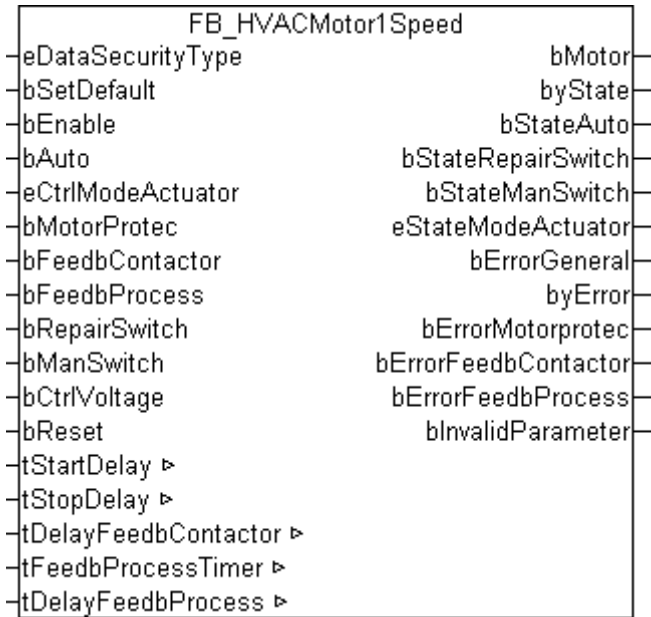 FB_HVACMotor1Speed
eDataSecurityType bMotor
bSetDefault byState
bEnable bStateAuto
bAuto bStateRepairSwitch
eCtrlModeActuator bStateManSwitch
bMotorProtec eStateModeActuator
bFeedbContactor bErrorGeneral
bFeedbProcess byError
bRepairSwitch bErrorMotorprotec
bManSwitch bErrorFeedbContactor
bCtrlVoltage bErrorFeedbProcess
bReset bInvalidParameter
tStartDelay ▹
tStopDelay ▹
tDelayFeedbContactor ▹
tFeedbProcessTimer ▹
tDelayFeedbProcess ▹